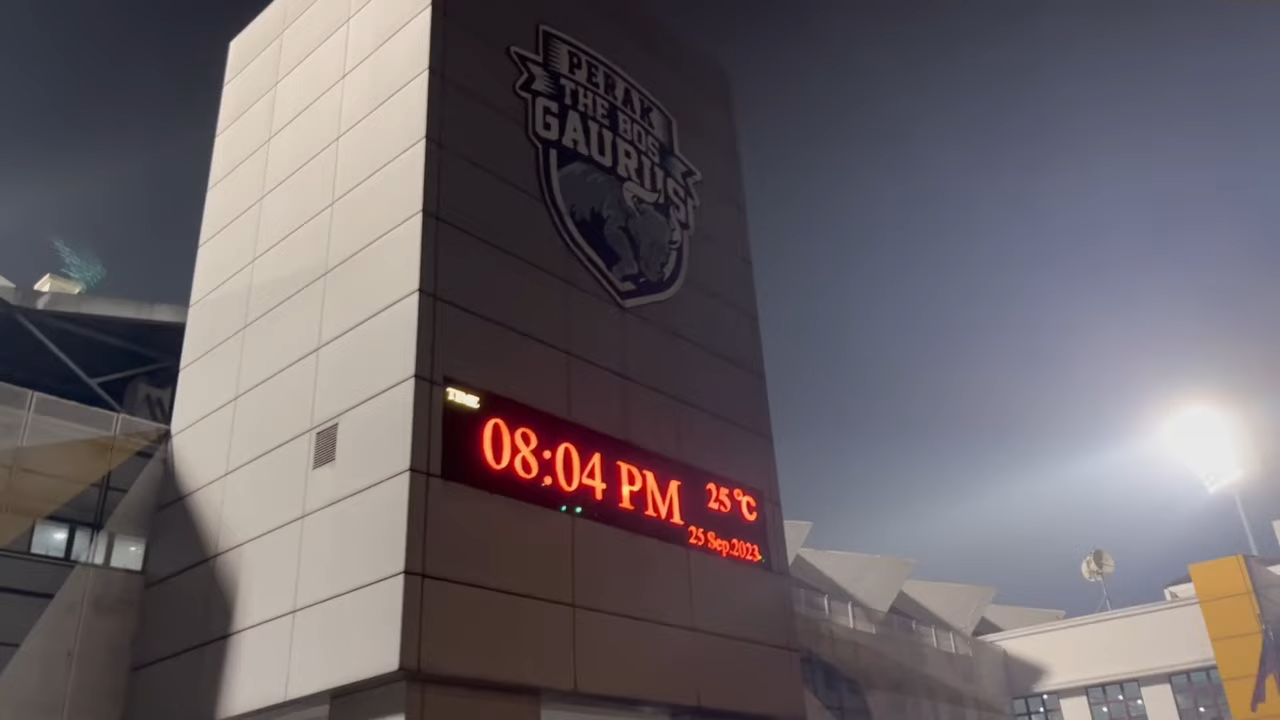 PERAK
THE BOS
GAURUS
TIME
08:04 PM
25°C
25 Sep.2023